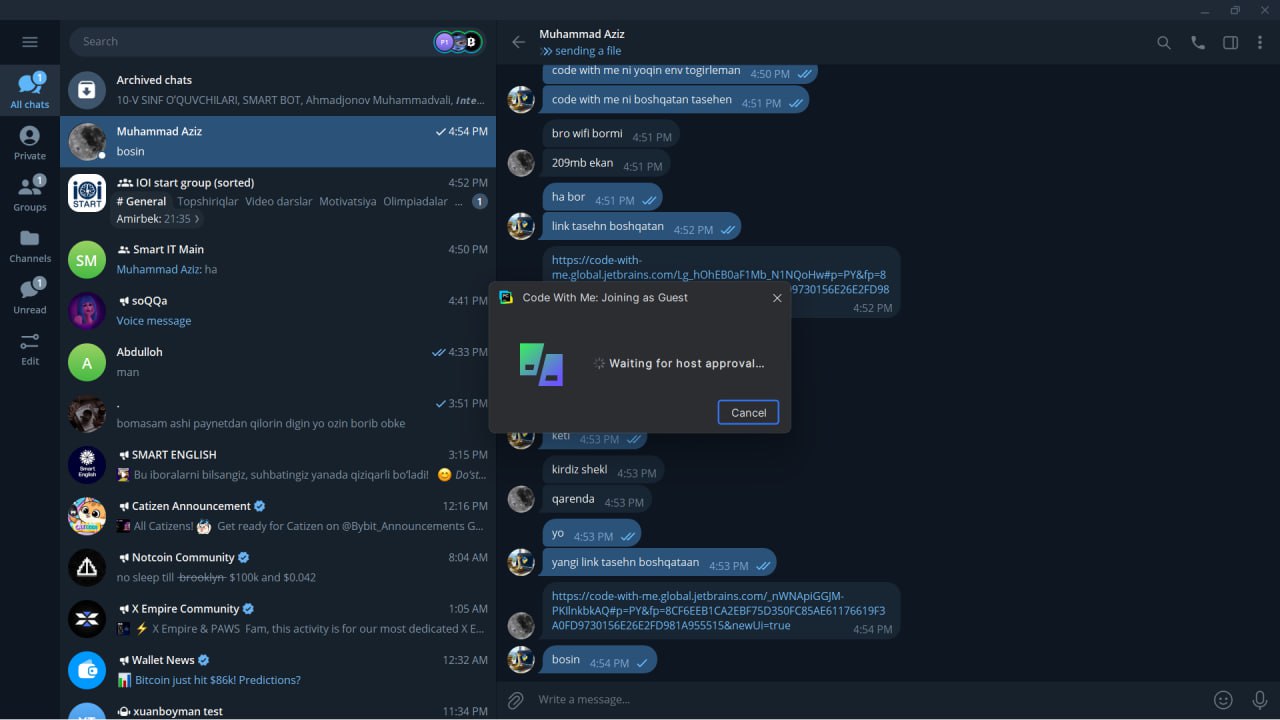 Search
P1
Muhammad Aziz
sending a file
All chats
1
Private
Groups
1
Channels
Unread
1
Edit
Archived chats
10-V SINF O'QUVCHILARI, SMART BOT, Ahmadjonov Muhammadvali, Inte...
Muhammad Aziz
4:54 PM
bosin
IOI START
IOI start group (sorted)
4:52 PM
# General Topshiriqlar Video darslar Motivatsiya Olimpiadalar ...
1
Amirbek: 21:35 ›
SM
Smart IT Main
4:50 PM
Muhammad Aziz: ha
soQQa
4:41 PM
Voice message
A
Abdulloh
4:33 PM
man
.
3:51 PM
bomasam ashi paynetdan qilorin digin yo ozin borib obke
Smart English
SMART ENGLISH
3:15 PM
Bu iboralarni bilsangiz, suhbatingiz yanada qiziqarli bo'ladi! 😊 Do'st...
Catizen Announcement
12:16 PM
All Catizens! Get ready for Catizen on @Bybit_Announcements G...
Notcoin Community
8:04 AM
no sleep till brooklyn $100k and $0.042
X Empire Community
1:05 AM
⚡ X Empire & PAWS Fam, this activity is for our most dedicated X E...
Wallet News
12:32 AM
📊 Bitcoin just hit $86k! Predictions?
xuanboyman test
11:34 PM
code with me ni yoqin env togirleman 4:50 PM
code with me ni boshqatan tasehen 4:51 PM
bro wifi bormi 4:51 PM
209mb ekan 4:51 PM
ha bor 4:51 PM
link tasehn boshqatan 4:52 PM
https://code-with-
me.global.jetbrains.com/Lg_hOhEB0aF1Mb_N1NQoHw#p=PY&fp=8
9730156E26E2FD98
4:52 PM
Code With Me: Joining as Guest
Waiting for host approval...
Cancel
keti 4:53 PM
kirdiz shekl 4:53 PM
qarenda 4:53 PM
yo 4:53 PM
yangi link tasehn boshqataan 4:53 PM
https://code-with-me.global.jetbrains.com/_nWNApiGGJM-
PKIlnkbkAQ#p=PY&fp=8CF6EEB1CA2EBF75D350FC85AE61176619F3
A0FD9730156E26E2FD981A955515&newUi=true
4:54 PM
bosin 4:54 PM
Write a message...